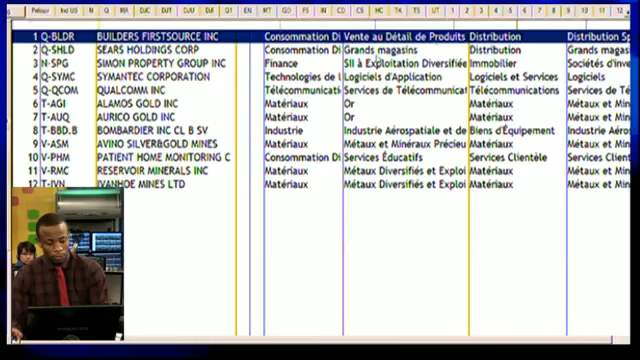 Pelour Ind US N Q M DJC DJT DJU DJI Q1 EN N MT GO FS IN CD CS HC TK TS UT 1 2 3 4 5 6 7 8 9 10 11 12
1 Q-BLDR BUILDERS FIRSTSOURCE INC Consommation Di Vente au Détail de Produits Distribution Distribution Sp
2 Q-SHLD SEARS HOLDINGS CORP Consommation Di Grands magasins Distribution Grands magas
3 N-SPG SIMON PROPERTY GROUP INC Finance SII à Exploitation Diversifiée Immobilier Sociétés d'inve
4 Q-SYMC SYMANTEC CORPORATION Technologies de l Logiciels d'Application Logiciels et Services Logiciels
5 Q-QCOM QUALCOMM INC Télécommunicati Services de Télécommunicat Télécommunications Services de Té
6 T-AGI ALAMOS GOLD INC Matériaux Or Matériaux Métaux et Min
7 T-AUQ AURICO GOLD INC Matériaux Or Matériaux Métaux et Min
8 T-BBD.B BOMBARDIER INC CL B SV Industrie Industrie Aérospatiale et de Biens d'Équipement Industrie Aéros
9 V-ASM AVINO SILVER&GOLD MINES Matériaux Métaux et Minéraux Précieu Matériaux Métaux et Min
10 V-PHM PATIENT HOME MONITORING C Consommation Di Services Éducatifs Services Clientèle Services Client
11 V-RMC RESERVOIR MINERALS INC Matériaux Métaux Diversifiés et Exploi Matériaux Métaux et Min
12 T-IVN IVANHOE MINES LTD Matériaux Métaux Diversifiés et Exploi Matériaux Métaux et Min